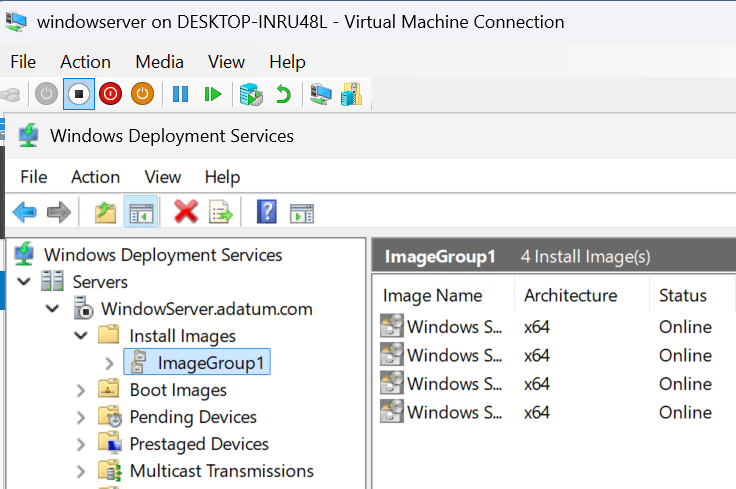 windowserver on DESKTOP-INRU48L - Virtual Machine Connection
File Action Media View Help
Windows Deployment Services
File Action View Help
Windows Deployment Services
Servers
WindowServer.adatum.com
Install Images
ImageGroup1
Boot Images
Pending Devices
Prestaged Devices
Multicast Transmissions
ImageGroup1 4 Install Image(s)
Image Name Architecture Status
Windows S... x64 Online
Windows S... x64 Online
Windows S... x64 Online
Windows S... x64 Online